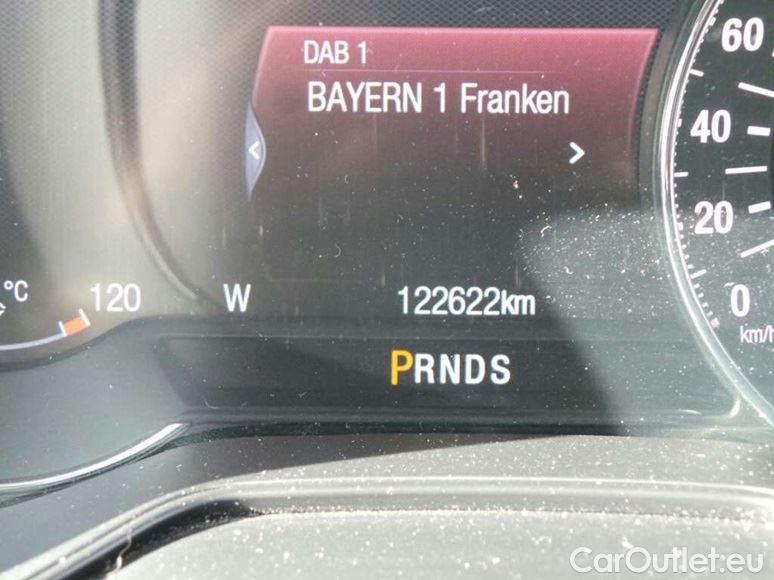 DAB 1
BAYERN 1 Franken
< >
60
40
20
0
km/h
°C
120
W
122622km
PRNDS
CarOutlet.eu